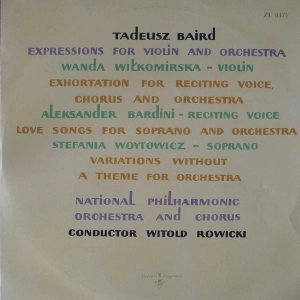 XL 0377
TADEUSZ BAIRD
EXPRESSIONS FOR VIOLIN AND ORCHESTRA
WANDA WIŁKOMIRSKA - VIOLIN
EXHORTATION FOR RECITING VOICE,
CHORUS AND ORCHESTRA
ALEKSANDER BARDINI - RECITING VOICE
LOVE SONGS FOR SOPRANO AND ORCHESTRA
STEFANIA WOYTOWICZ - SOPRANO
VARIATIONS WITHOUT
A THEME FOR ORCHESTRA
NATIONAL PHILHARMONIC
ORCHESTRA AND CHORUS
CONDUCTOR WITOLD ROWICKI